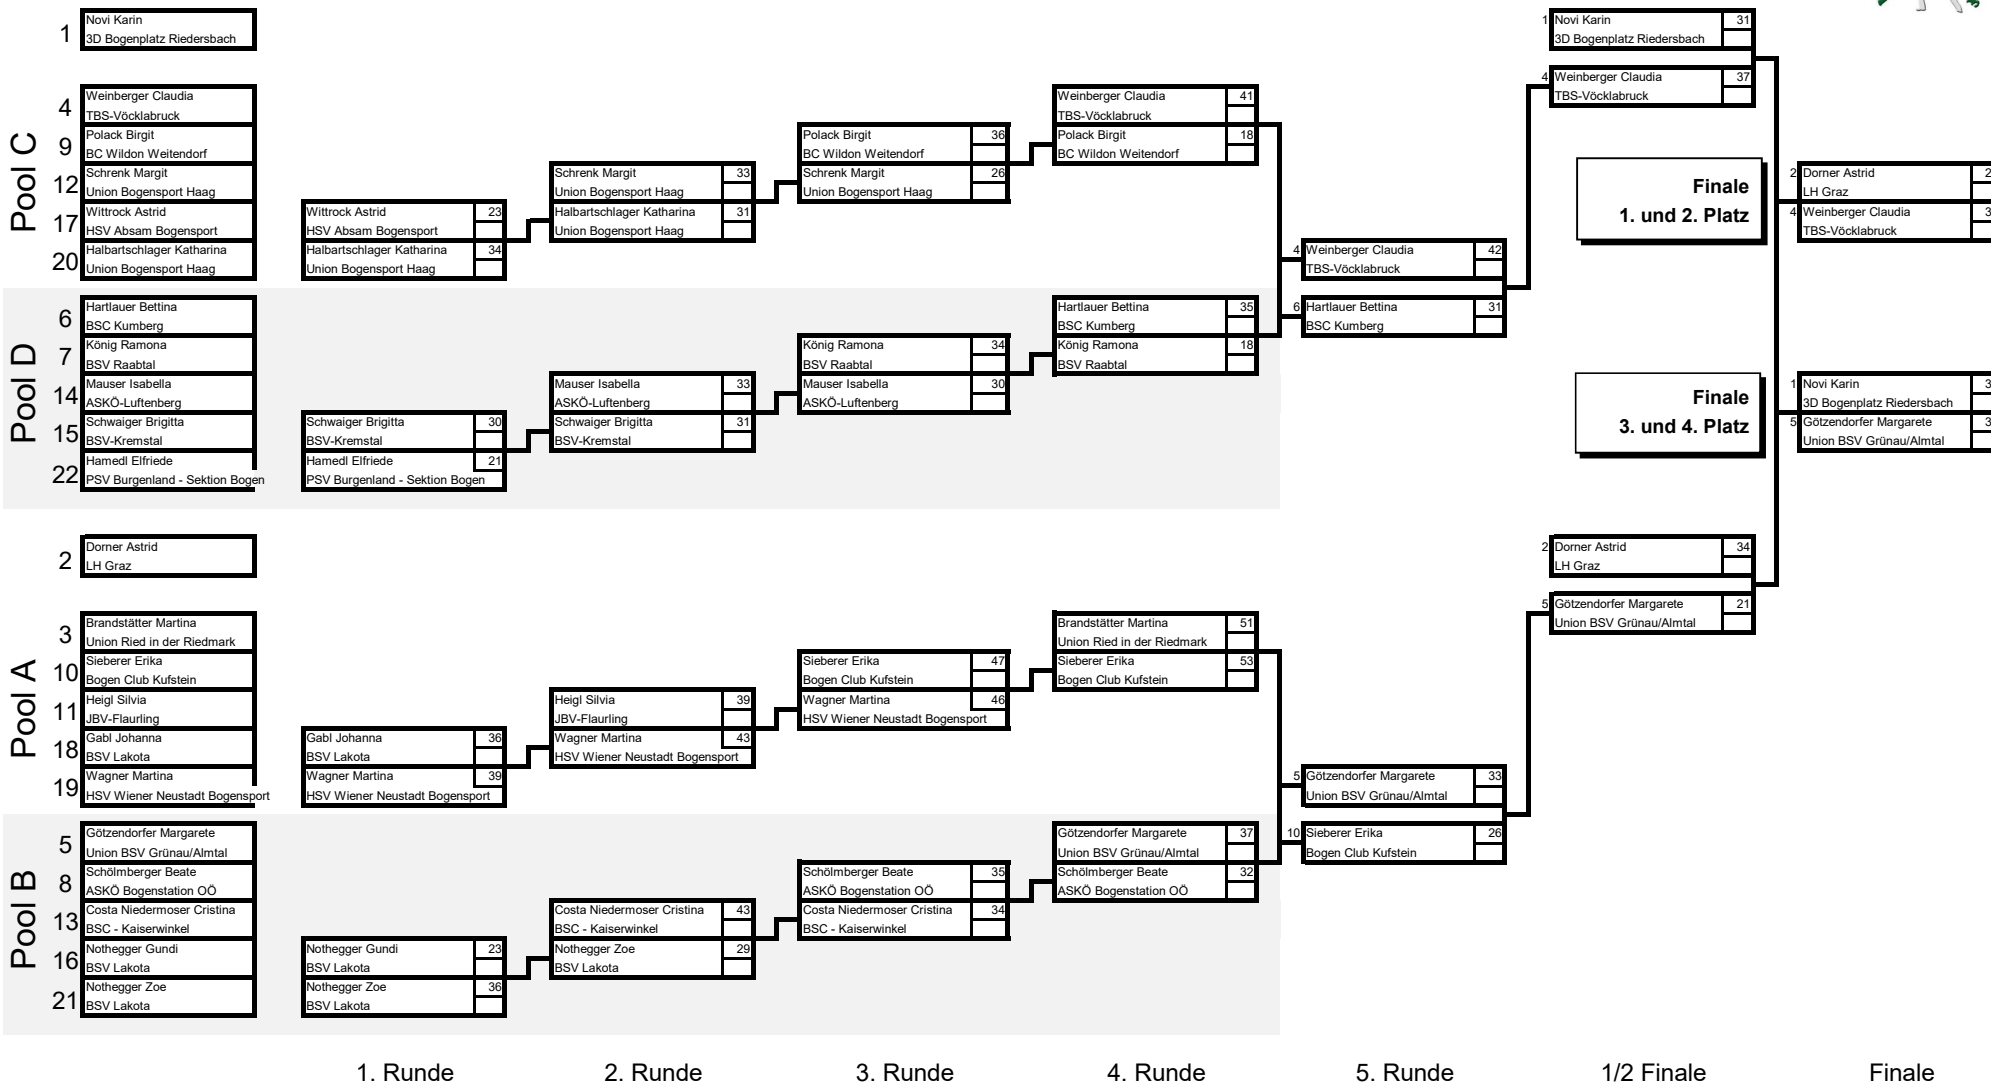 1
Novi Karin
3D Bogenplatz Riedersbach
Pool C
4
Weinberger Claudia
TBS-Vöcklabruck
9
Polack Birgit
BC Wildon Weitendorf
12
Schrenk Margit
Union Bogensport Haag
17
Wittrock Astrid
HSV Absam Bogensport
20
Halbartschlager Katharina
Union Bogensport Haag
Pool D
6
Hartlauer Bettina
BSC Kumberg
7
König Ramona
BSV Raabtal
14
Mauser Isabella
ASKÖ-Luftenberg
15
Schwaiger Brigitta
BSV-Kremstal
22
Hamedl Elfriede
PSV Burgenland - Sektion Bogen
2
Dorner Astrid
LH Graz
Pool A
3
Brandstätter Martina
Union Ried in der Riedmark
10
Sieberer Erika
Bogen Club Kufstein
11
Heigl Silvia
JBV-Flaurling
18
Gabl Johanna
BSV Lakota
19
Wagner Martina
HSV Wiener Neustadt Bogensport
Pool B
5
Götzendorfer Margarete
Union BSV Grünau/Almtal
8
Schölmberger Beate
ASKÖ Bogenstation OÖ
13
Costa Niedermoser Cristina
BSC - Kaiserwinkel
16
Nothegger Gundi
BSV Lakota
21
Nothegger Zoe
BSV Lakota
Wittrock Astrid 23
HSV Absam Bogensport
Halbartschlager Katharina 34
Union Bogensport Haag
Schwaiger Brigitta 30
BSV-Kremstal
Hamedl Elfriede 21
PSV Burgenland - Sektion Bogen
Gabl Johanna 36
BSV Lakota
Wagner Martina 39
HSV Wiener Neustadt Bogensport
Nothegger Gundi 23
BSV Lakota
Nothegger Zoe 36
BSV Lakota
1. Runde
Schrenk Margit 33
Union Bogensport Haag
Halbartschlager Katharina 31
Union Bogensport Haag
Mauser Isabella 33
ASKÖ-Luftenberg
Schwaiger Brigitta 31
BSV-Kremstal
Heigl Silvia 39
JBV-Flaurling
Wagner Martina 43
HSV Wiener Neustadt Bogensport
Costa Niedermoser Cristina 43
BSC - Kaiserwinkel
Nothegger Zoe 29
BSV Lakota
2. Runde
Polack Birgit 36
BC Wildon Weitendorf
Schrenk Margit 26
Union Bogensport Haag
König Ramona 34
BSV Raabtal
Mauser Isabella 30
ASKÖ-Luftenberg
Sieberer Erika 47
Bogen Club Kufstein
Wagner Martina 46
HSV Wiener Neustadt Bogensport
Schölmberger Beate 35
ASKÖ Bogenstation OÖ
Costa Niedermoser Cristina 34
BSC - Kaiserwinkel
3. Runde
Weinberger Claudia 41
TBS-Vöcklabruck
Polack Birgit 18
BC Wildon Weitendorf
Hartlauer Bettina 35
BSC Kumberg
König Ramona 18
BSV Raabtal
Brandstätter Martina 51
Union Ried in der Riedmark
Sieberer Erika 53
Bogen Club Kufstein
Götzendorfer Margarete 37
Union BSV Grünau/Almtal
Schölmberger Beate 32
ASKÖ Bogenstation OÖ
4. Runde
4 Weinberger Claudia 42
TBS-Vöcklabruck
6 Hartlauer Bettina 31
BSC Kumberg
5 Götzendorfer Margarete 33
Union BSV Grünau/Almtal
10 Sieberer Erika 26
Bogen Club Kufstein
5. Runde
1 Novi Karin 31
3D Bogenplatz Riedersbach
4 Weinberger Claudia 37
TBS-Vöcklabruck
Finale
1. und 2. Platz
Finale
3. und 4. Platz
2 Dorner Astrid 34
LH Graz
5 Götzendorfer Margarete 21
Union BSV Grünau/Almtal
1/2 Finale
2 Dorner Astrid
LH Graz
4 Weinberger Claudia
TBS-Vöcklabruck
1 Novi Karin
3D Bogenplatz Riedersbach
5 Götzendorfer Margarete
Union BSV Grünau/Almtal
Finale